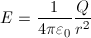 E = \frac{1}{4\pi\varepsilon_0} \frac{Q}{r^2}